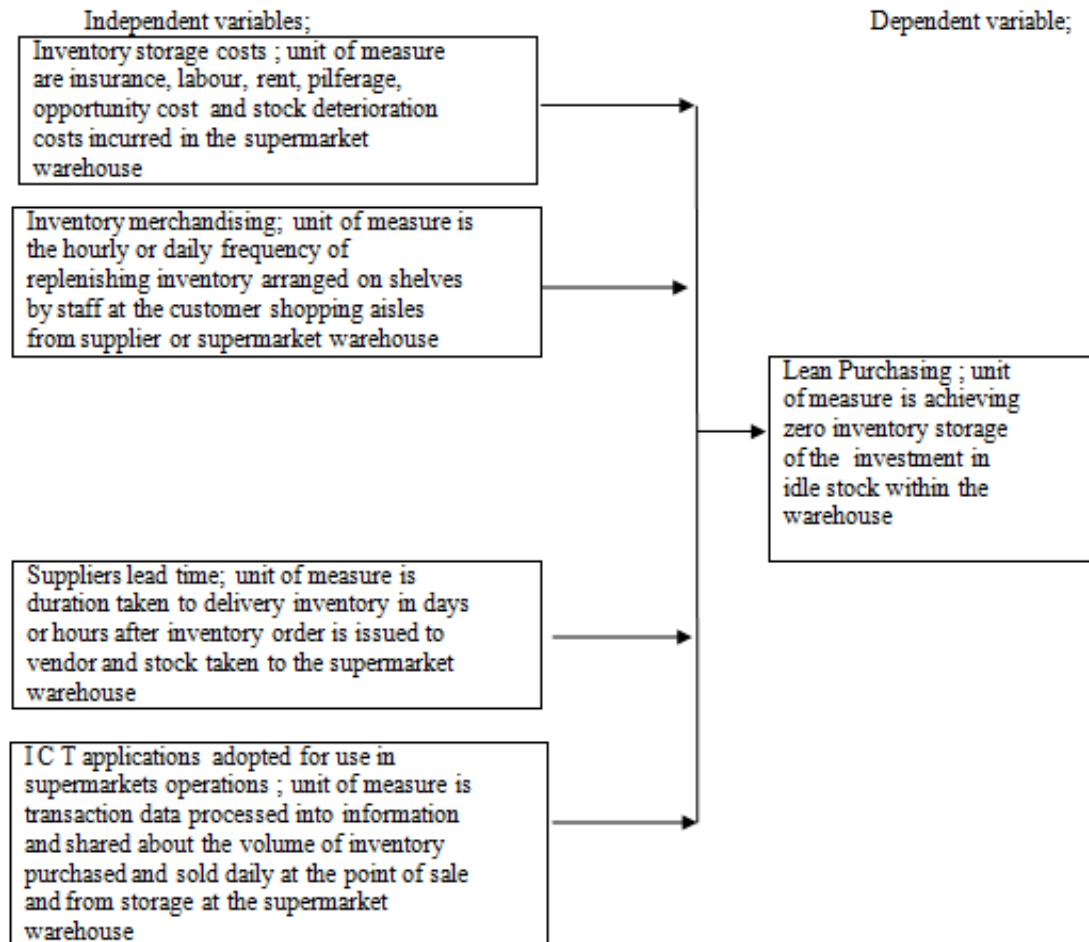 Independent variables;
Dependent variable;
Inventory storage costs ; unit of measure
are insurance, labour, rent, pilferage,
opportunity cost and stock deterioration
costs incurred in the supermarket
warehouse
Inventory merchandising; unit of measure is
the hourly or daily frequency of
replenishing inventory arranged on shelves
by staff at the customer shopping aisles
from supplier or supermarket warehouse
Lean Purchasing ; unit
of measure is achieving
zero inventory storage
of the investment in
idle stock within the
warehouse
Suppliers lead time; unit of measure is
duration taken to delivery inventory in days
or hours after inventory order is issued to
vendor and stock taken to the supermarket
warehouse
I C T applications adopted for use in
supermarkets operations ; unit of measure is
transaction data processed into information
and shared about the volume of inventory
purchased and sold daily at the point of sale
and from storage at the supermarket
warehouse